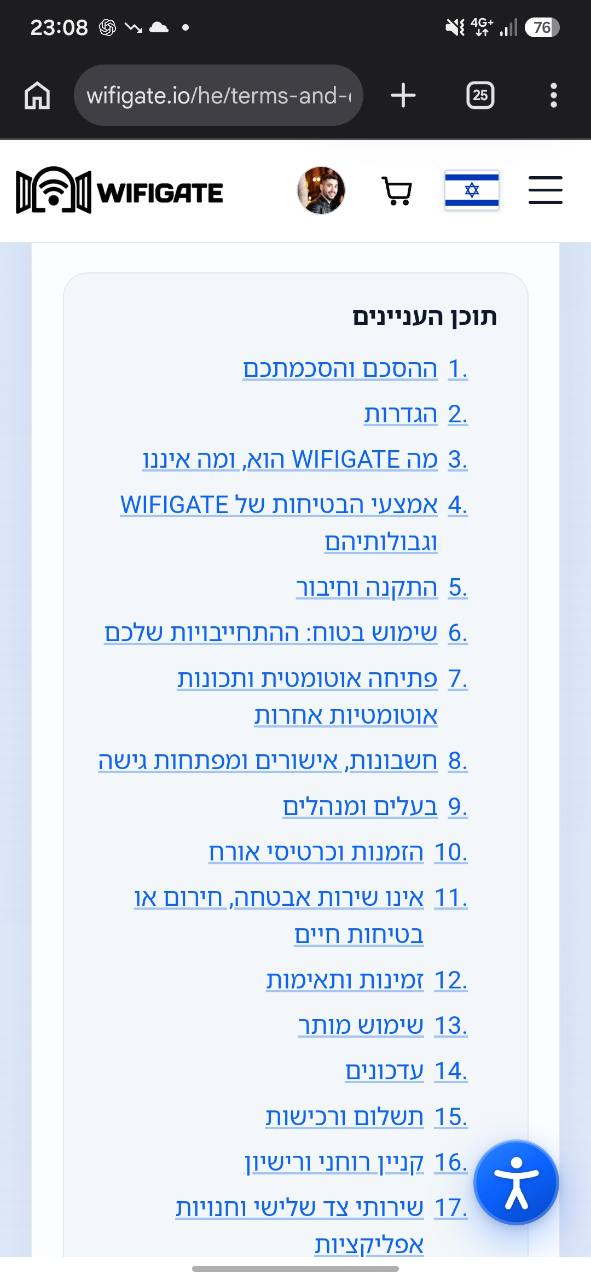 23:08
4G+
76
wifigate.io/he/terms-and-
25
WIFIGATE
תוכן העניינים
1. ההסכם והסכמתכם
2. הגדרות
3. מה WIFIGATE הוא, ומה איננו
4. אמצעי הבטיחות של WIFIGATE
וגבולותיהם
5. התקנה וחיבור
6. שימוש בטוח: ההתחייבויות שלכם
7. פתיחה אוטומטית ותכונות
אוטומטיות אחרות
8. חשבונות, אישורים ומפתחות גישה
9. בעלים ומנהלים
10. הזמנות וכרטיסי אורח
11. אינו שירות אבטחה, חירום או
בטיחות חיים
12. זמינות ותאימות
13. שימוש מותר
14. עדכונים
15. תשלום ורכישות
16. קניין רוחני ורישיון
17. שירותי צד שלישי וחנויות
אפליקציות